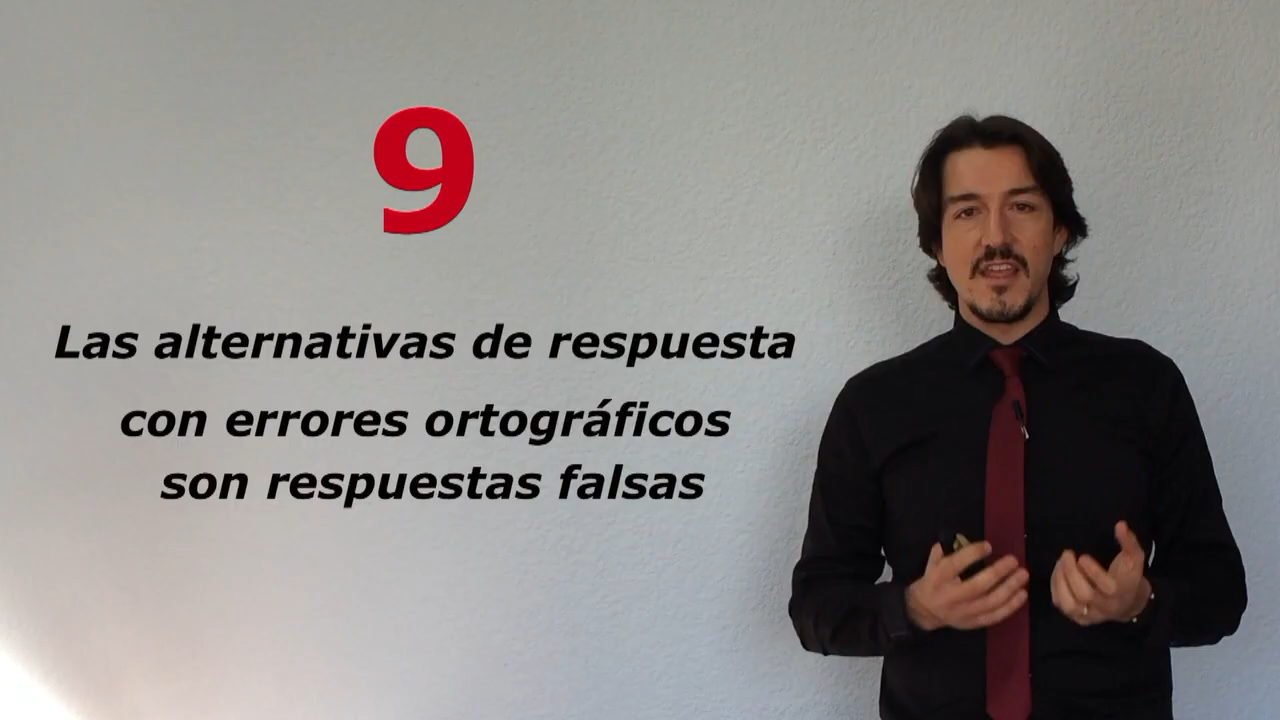 9
Las alternativas de respuesta
con errores ortográficos
son respuestas falsas